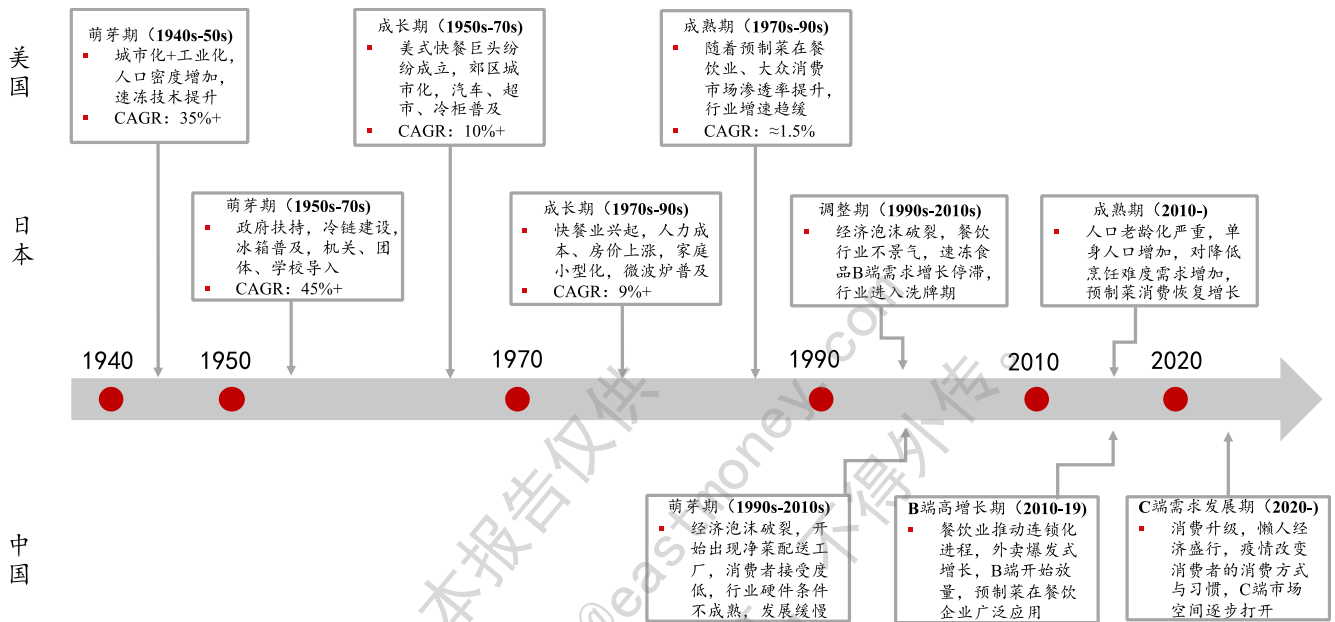 美国
萌芽期（1940s-50s）
▪ 城市化+工业化，
人口密度增加，
速冻技术提升
▪ CAGR：35%+
成长期（1950s-70s）
▪ 美式快餐巨头纷
纷成立，郊区城
市化，汽车、超
市、冷柜普及
▪ CAGR：10%+
成熟期（1970s-90s）
▪ 随着预制菜在餐
饮业、大众消费
市场渗透率提升，
行业增速趋缓
▪ CAGR：≈1.5%
日本
萌芽期（1950s-70s）
▪ 政府扶持，冷链建设，
冰箱普及，机关、团
体、学校导入
▪ CAGR：45%+
成长期（1970s-90s）
▪ 快餐业兴起，人力成
本、房价上涨，家庭
小型化，微波炉普及
▪ CAGR：9%+
调整期（1990s-2010s）
▪ 经济泡沫破裂，餐饮
行业不景气，速冻食
品B端需求增长停滞，
行业进入洗牌期
成熟期（2010-）
▪ 人口老龄化严重，单
身人口增加，对降低
烹饪难度需求增加，
预制菜消费恢复增长
1940
1950
1970
1990
2010
2020
中国
萌芽期（1990s-2010s）
▪ 经济泡沫破裂，开
始出现净菜配送工
厂，消费者接受度
低，行业硬件条件
不成熟，发展缓慢
B端高增长期（2010-19）
▪ 餐饮业推动连锁化
进程，外卖爆发式
增长，B端开始放
量，预制菜在餐饮
企业广泛应用
C端需求发展期（2020-）
▪ 消费升级，懒人经
济盛行，疫情改变
消费者的消费方式
与习惯，C端市场
空间逐步打开
本报告仅供
@eastmoney.com
不得外传。